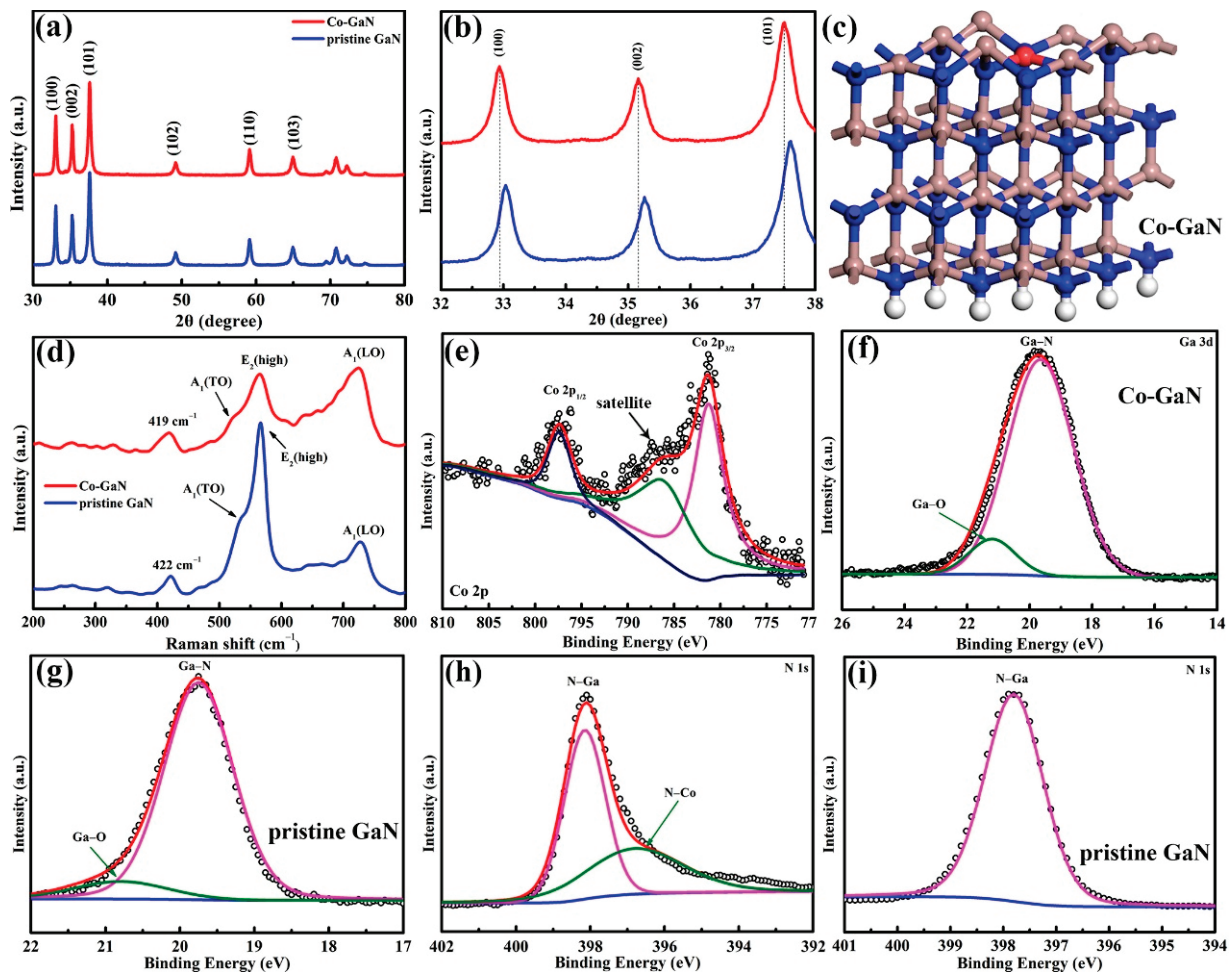 (a)
Co-GaN
pristine GaN
(100)
(002)
(101)
(102)
(110)
(103)
Intensity (a.u.)
30 40 50 60 70 80
2θ (degree)
(b)
(100)
(002)
(101)
Intensity (a.u.)
32 33 34 35 36 37 38
2θ (degree)
(c)
Co-GaN
(d)
A1(LO)
E2(high)
A1(TO)
419 cm−1
E2(high)
Co-GaN
pristine GaN
A1(TO)
A1(LO)
422 cm−1
Intensity (a.u.)
200 300 400 500 600 700 800
Raman shift (cm−1)
(e)
Co 2p3/2
Co 2p1/2
satellite
Co 2p
Intensity (a.u.)
810 805 800 795 790 785 780 775 77
Binding Energy (eV)
(f)
Ga–N
Ga 3d
Co-GaN
Ga–O
Intensity (a.u.)
26 24 22 20 18 16 14
Binding Energy (eV)
(g)
Ga–N
pristine GaN
Ga–O
Intensity (a.u.)
22 21 20 19 18 17
Binding Energy (eV)
(h)
N 1s
N–Ga
N–Co
Intensity (a.u.)
402 400 398 396 394 392
Binding Energy (eV)
(i)
N 1s
N–Ga
pristine GaN
Intensity (a.u.)
401 400 399 398 397 396 395 394
Binding Energy (eV)